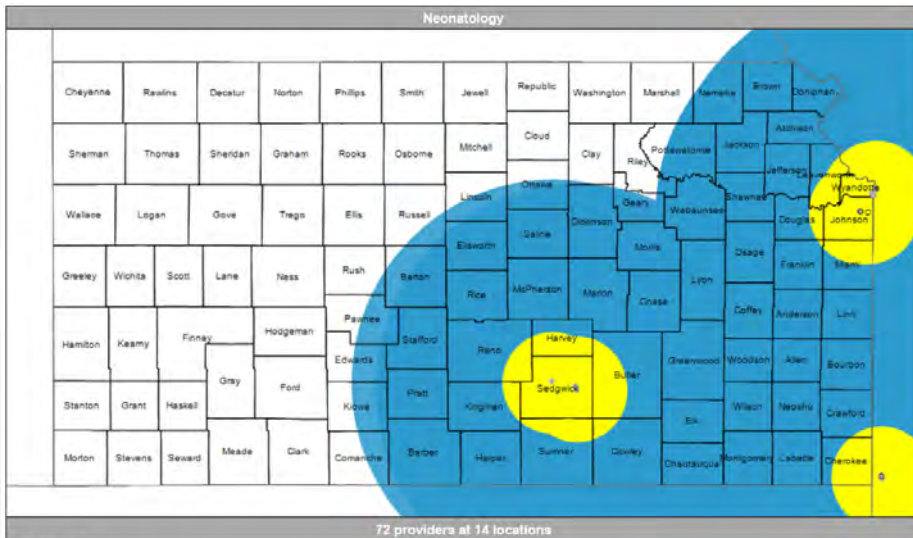 Neonatology
Cheyenne Rawlins Decatur Norton Phillips Smith Jewell Republic Washington Marshall Nemaha Brown Doniphan
Cloud
Sherman Thomas Sheridan Graham Rooks Osborne Mitchell Clay Riley Pottawatomie Jackson Atchison
Jefferson Leavenworth
Wyandotte
Wallace Logan Gove Trego Ellis Russell Lincoln Ottawa Dickinson Geary Wabaunsee Shawnee Douglas Johnson
Ellsworth Saline Morris Osage Franklin Miami
Greeley Wichita Scott Lane Ness Rush Barton Rice McPherson Marion Chase Lyon
Pawnee
Hamilton Kearny Finney Hodgeman Edwards Stafford Reno Harvey Coffey Anderson Linn
Gray Ford Pratt Kingman Sedgwick Butler Greenwood Woodson Allen Bourbon
Stanton Grant Haskell Kiowa Elk Wilson Neosho Crawford
Morton Stevens Seward Meade Clark Comanche Barber Harper Sumner Cowley Chautauqua Montgomery Labette Cherokee
72 providers at 14 locations